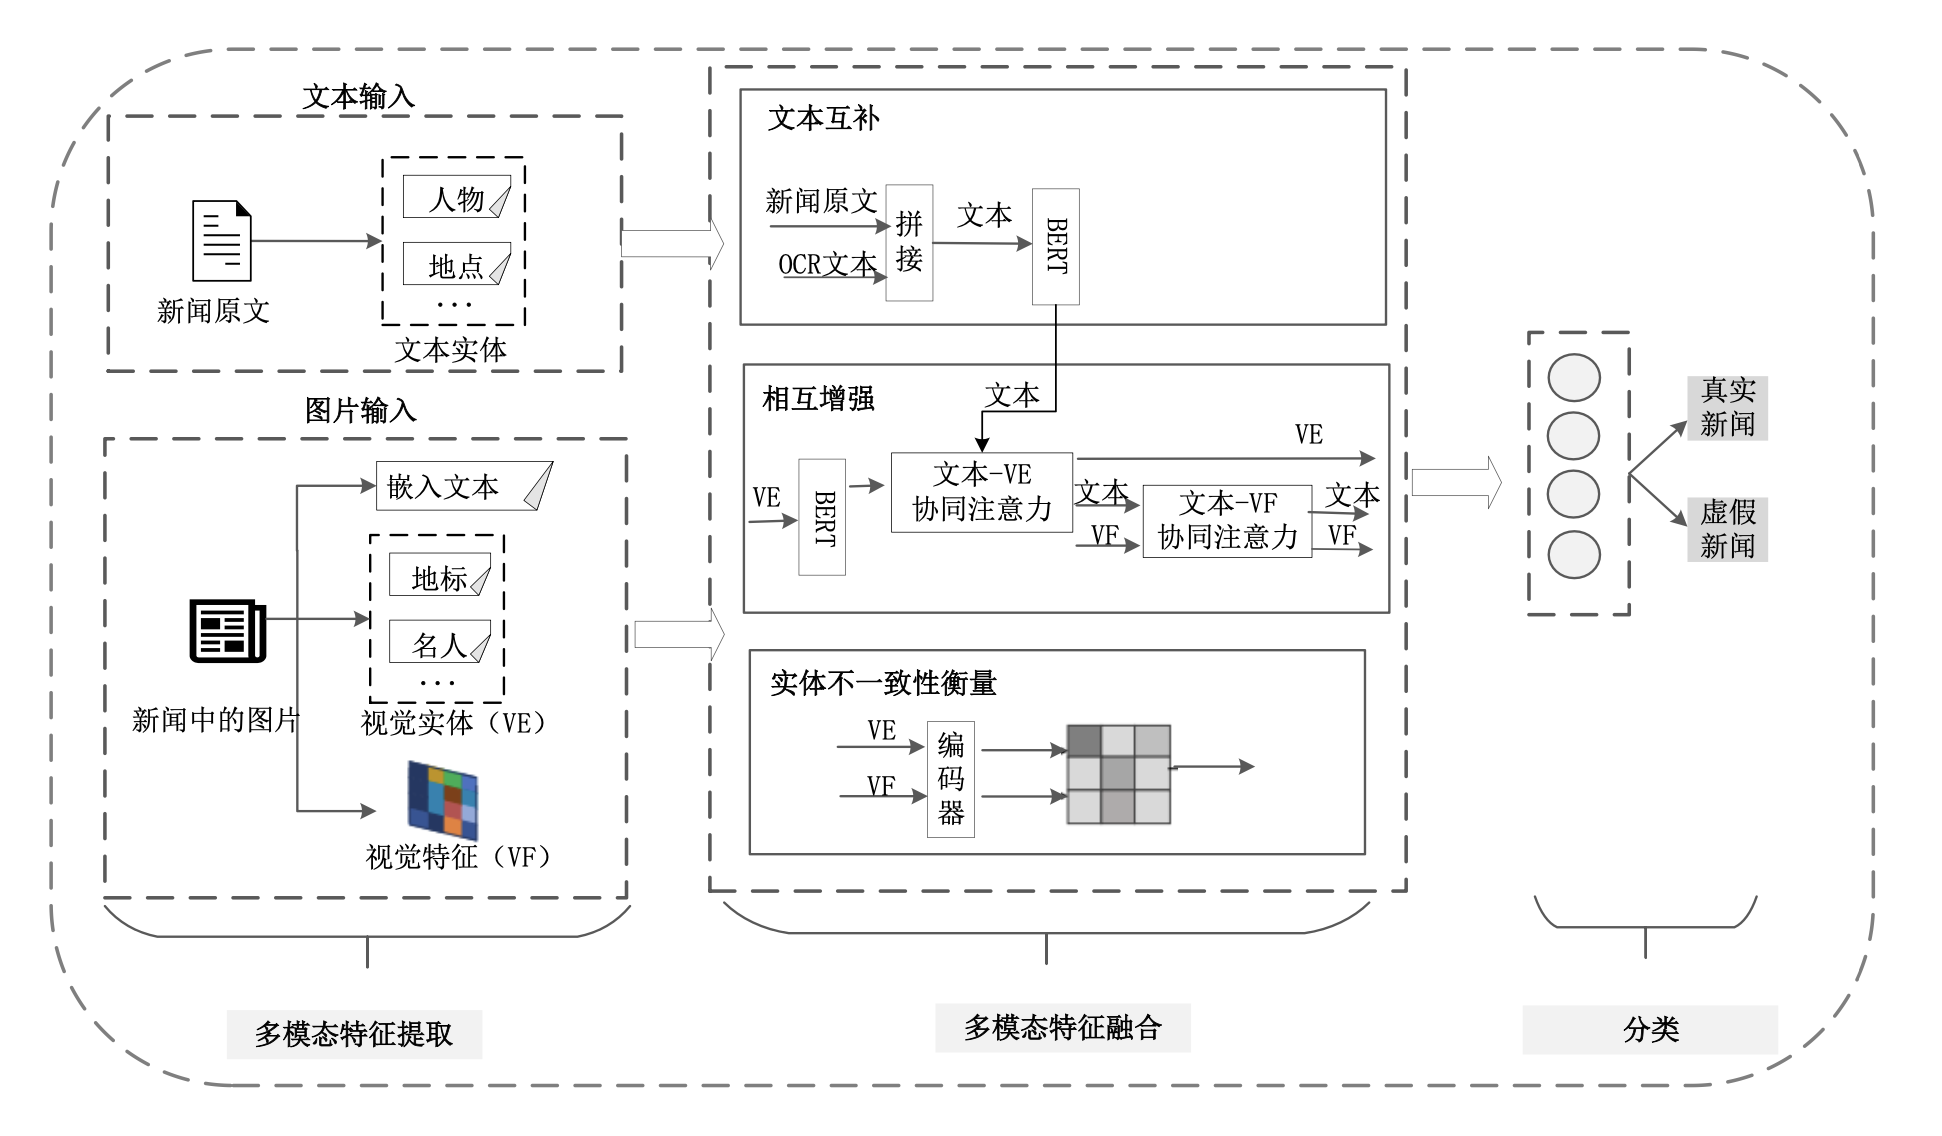 文本输入
人物
地点
...
新闻原文
文本实体
图片输入
嵌入文本
地标
名人
...
新闻中的图片
视觉实体（VE）
视觉特征（VF）
多模态特征提取
文本互补
新闻原文
OCR文本
拼接
文本
BERT
相互增强
文本
VE
BERT
文本-VE
协同注意力
VE
文本
VF
文本-VF
协同注意力
文本
VF
实体不一致性衡量
VE
VF
编码器
多模态特征融合
真实
新闻
虚假
新闻
分类